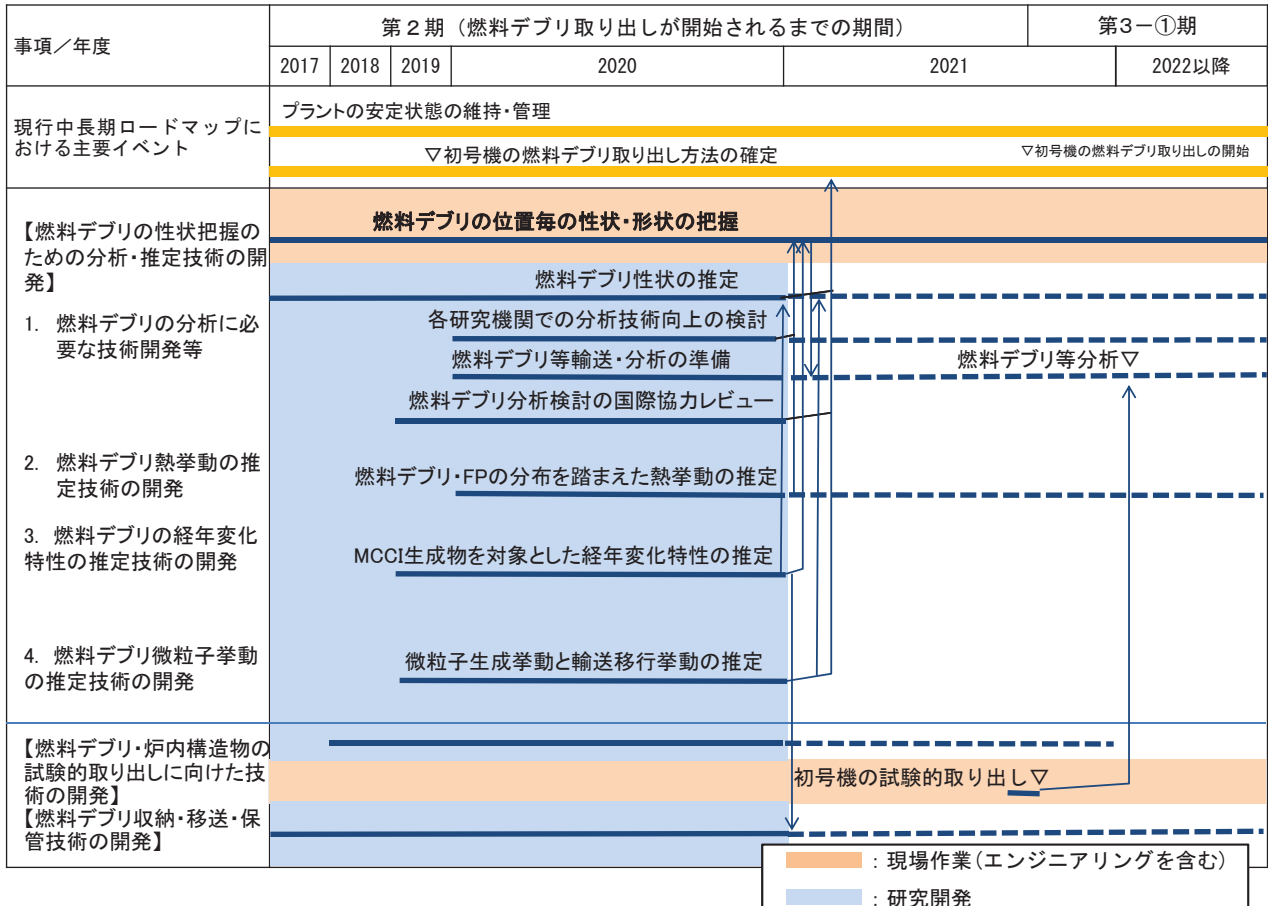 事項／年度
第２期（燃料デブリ取り出しが開始されるまでの期間）
第3－①期
2017
2018
2019
2020
2021
2022以降
現行中長期ロードマップに
おける主要イベント
プラントの安定状態の維持・管理
▽初号機の燃料デブリ取り出し方法の確定
▽初号機の燃料デブリ取り出しの開始
【燃料デブリの性状把握の
ための分析・推定技術の開
発】
燃料デブリの位置毎の性状・形状の把握
燃料デブリ性状の推定
1. 燃料デブリの分析に必
要な技術開発等
各研究機関での分析技術向上の検討
燃料デブリ等輸送・分析の準備
燃料デブリ等分析▽
燃料デブリ分析検討の国際協力レビュー
2. 燃料デブリ熱挙動の推
定技術の開発
燃料デブリ・FPの分布を踏まえた熱挙動の推定
3. 燃料デブリの経年変化
特性の推定技術の開発
MCCI生成物を対象とした経年変化特性の推定
4. 燃料デブリ微粒子挙動
の推定技術の開発
微粒子生成挙動と輸送移行挙動の推定
【燃料デブリ・炉内構造物の
試験的取り出しに向けた技
術の開発】
初号機の試験的取り出し▽
【燃料デブリ収納・移送・保
管技術の開発】
：現場作業（エンジニアリングを含む）
：研究開発